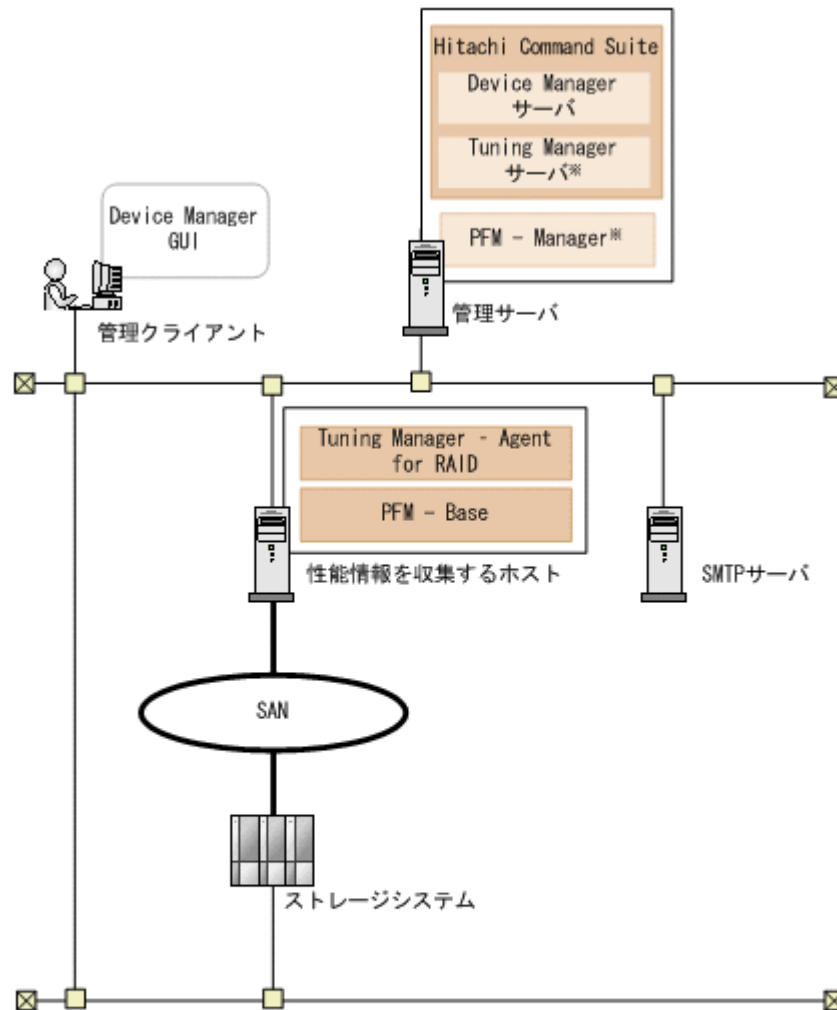 Hitachi Command Suite
Device Manager
サーバ
Tuning Manager
サーバ※
PFM - Manager※
Device Manager
GUI
管理クライアント
管理サーバ
Tuning Manager - Agent
for RAID
PFM - Base
性能情報を収集するホスト
SMTPサーバ
SAN
ストレージシステム